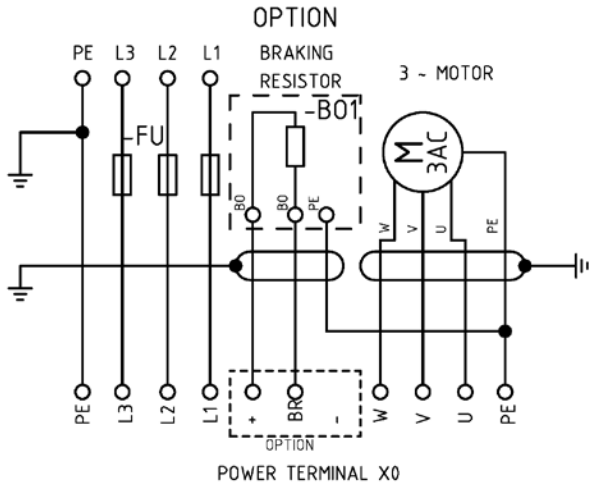 OPTION
PE L3 L2 L1 BRAKING
RESISTOR
3 ~ MOTOR
-B01
-FU
M
3AC
BO BO PE
W V U PE
PE L3 L2 L1 + BR - W V U PE
OPTION
POWER TERMINAL X0